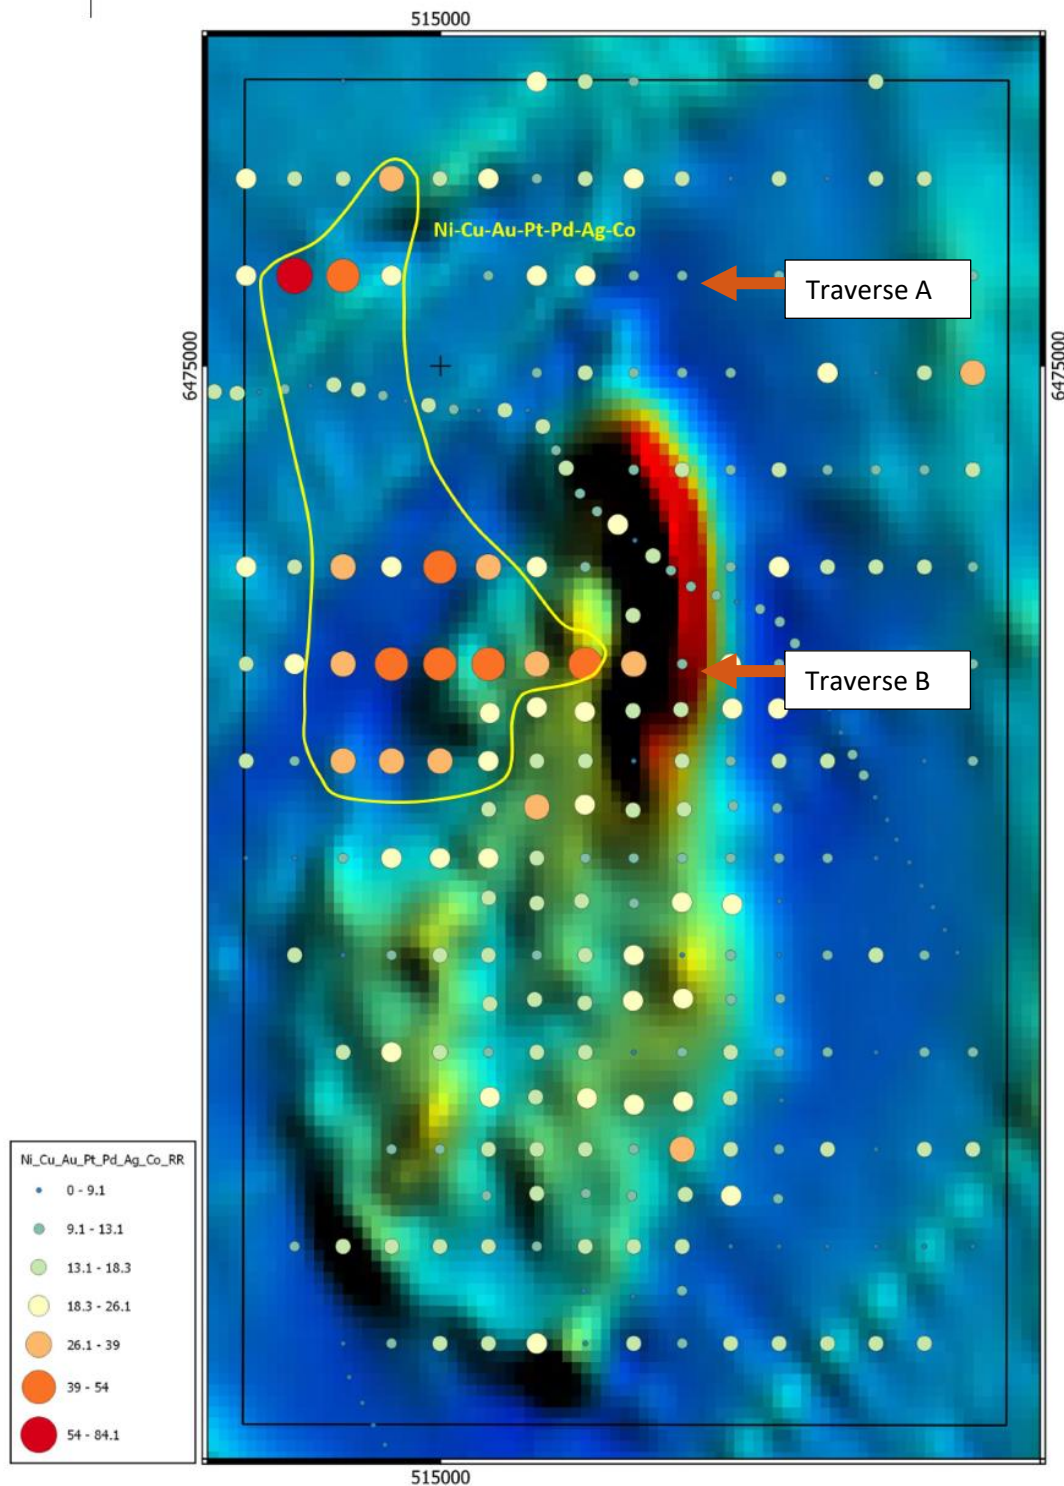 515000
Ni-Cu-Au-Pt-Pd-Ag-Co
Traverse A
6475000
6475000
Traverse B
Ni_Cu_Au_Pt_Pd_Ag_Co_RR
0 - 9.1
9.1 - 13.1
13.1 - 18.3
18.3 - 26.1
26.1 - 39
39 - 54
54 - 84.1
515000